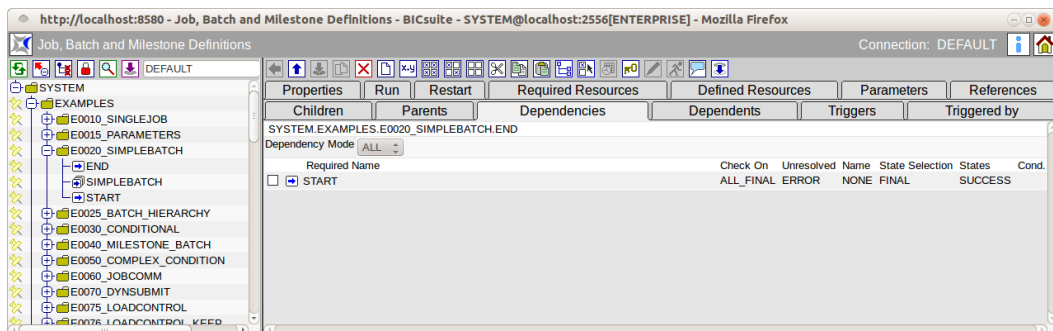 http://localhost:8580 - Job, Batch and Milestone Definitions - BICsuite - SYSTEM@localhost:2556[ENTERPRISE] - Mozilla Firefox
Job, Batch and Milestone Definitions
Connection: DEFAULT
DEFAULT
SYSTEM
EXAMPLES
E0010_SINGLEJOB
E0015_PARAMETERS
E0020_SIMPLEBATCH
END
SIMPLEBATCH
START
E0025_BATCH_HIERARCHY
E0030_CONDITIONAL
E0040_MILESTONE_BATCH
E0050_COMPLEX_CONDITION
E0060_JOBCOMM
E0070_DYNSUBMIT
E0075_LOADCONTROL
E0076_LOADCONTROL_KEEP
Properties Run Restart Required Resources Defined Resources Parameters References
Children Parents Dependencies Dependents Triggers Triggered by
SYSTEM.EXAMPLES.E0020_SIMPLEBATCH.END
Dependency Mode ALL
Required Name Check On Unresolved Name State Selection States Cond.
START ALL_FINAL ERROR NONE FINAL SUCCESS